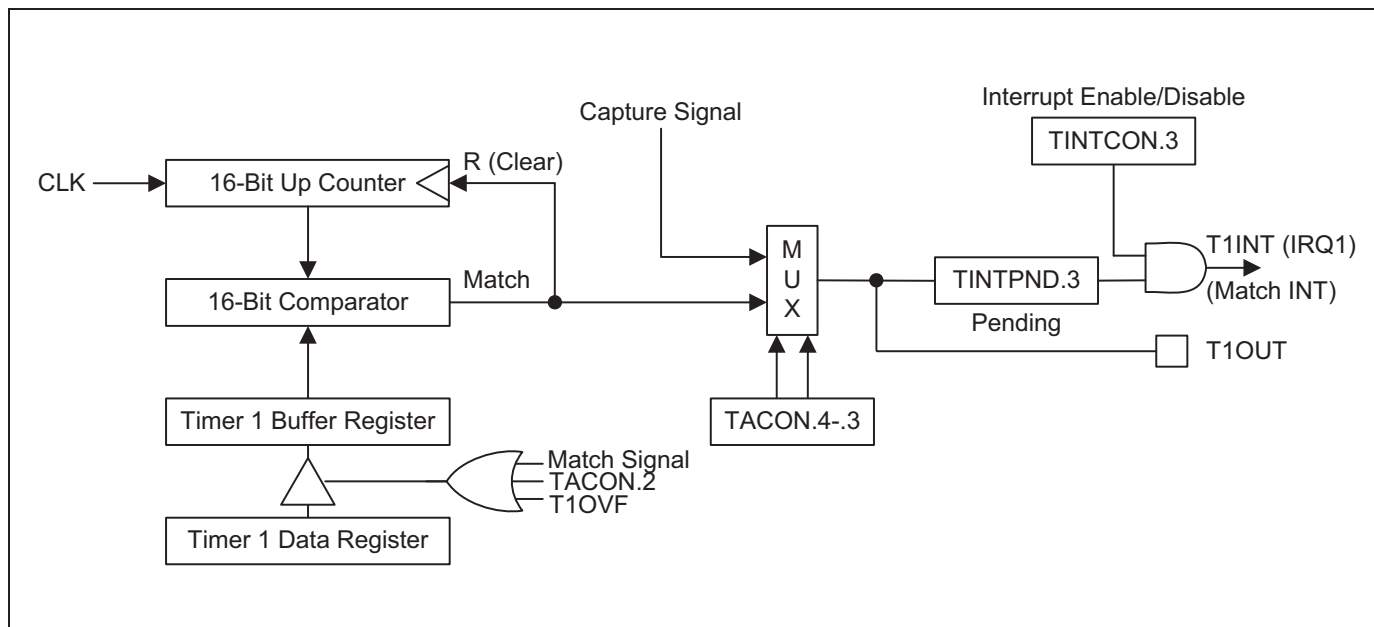 Interrupt Enable/Disable
Capture Signal
TINTCON.3
R (Clear)
CLK
16-Bit Up Counter
M
U
X
T1INT (IRQ1)
Match
16-Bit Comparator
TINTPND.3
(Match INT)
Pending
T1OUT
Timer 1 Buffer Register
TACON.4-.3
Match Signal
TACON.2
T1OVF
Timer 1 Data Register